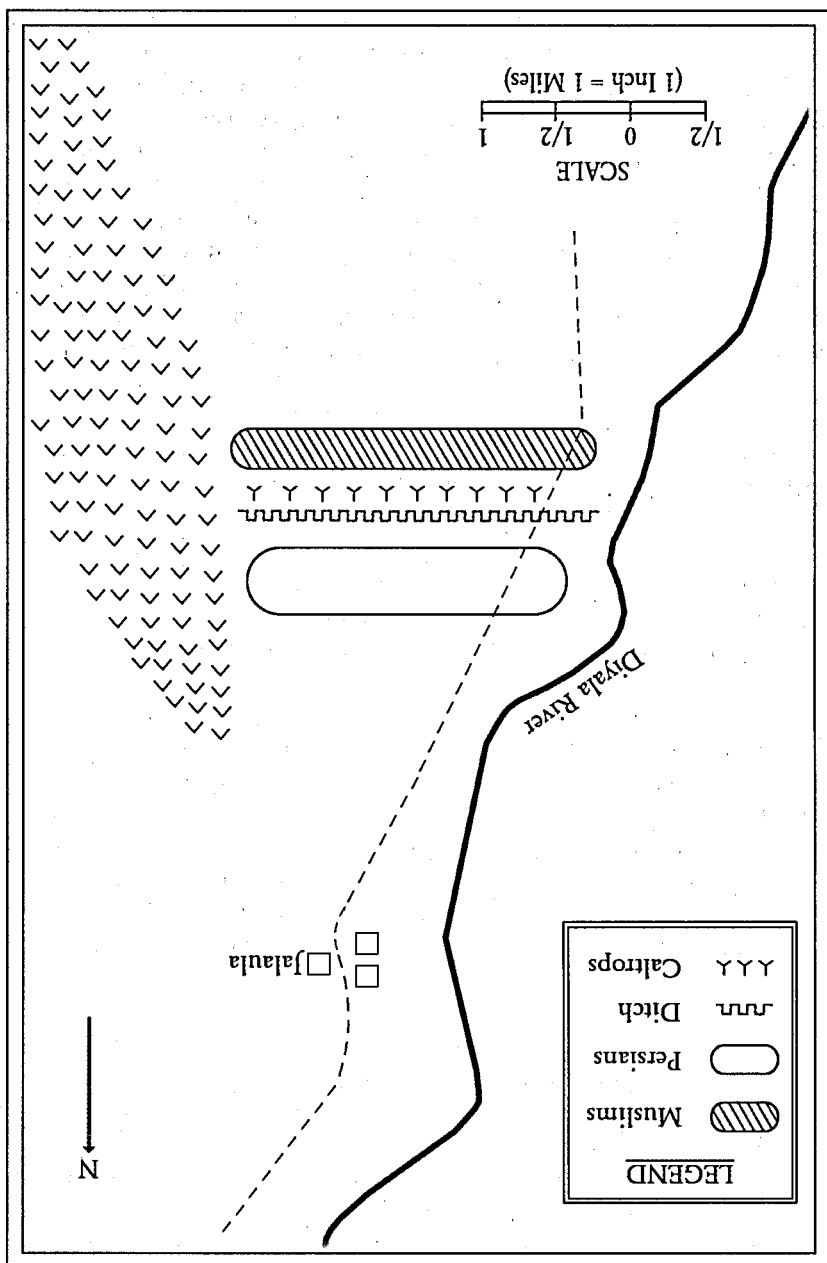 LEGEND
Muslims
Persians
Ditch
Caltrops
N
Jalaula
Diyala River
SCALE
1/2 0 1/2 1
(1 Inch = 1 Miles)